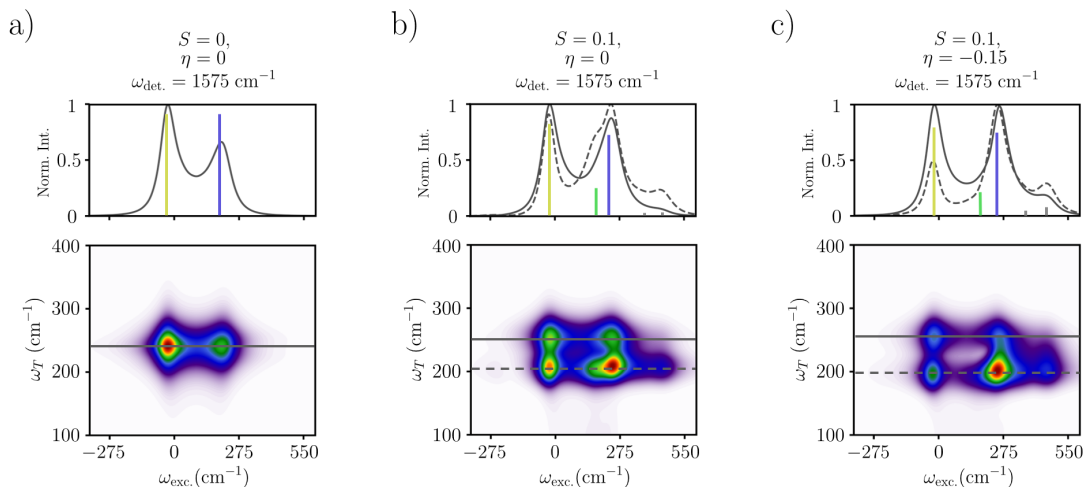 a)
S = 0,
η = 0
ω_det. = 1575 cm⁻¹
Norm. Int.
1
0.5
0
ω_T (cm⁻¹)
400
300
200
100
−275 0 275 550
ω_exc.(cm⁻¹)
b)
S = 0.1,
η = 0
ω_det. = 1575 cm⁻¹
Norm. Int.
1
0.5
0
ω_T (cm⁻¹)
400
300
200
100
−275 0 275 550
ω_exc.(cm⁻¹)
c)
S = 0.1,
η = −0.15
ω_det. = 1575 cm⁻¹
Norm. Int.
1
0.5
0
ω_T (cm⁻¹)
400
300
200
100
−275 0 275 550
ω_exc.(cm⁻¹)